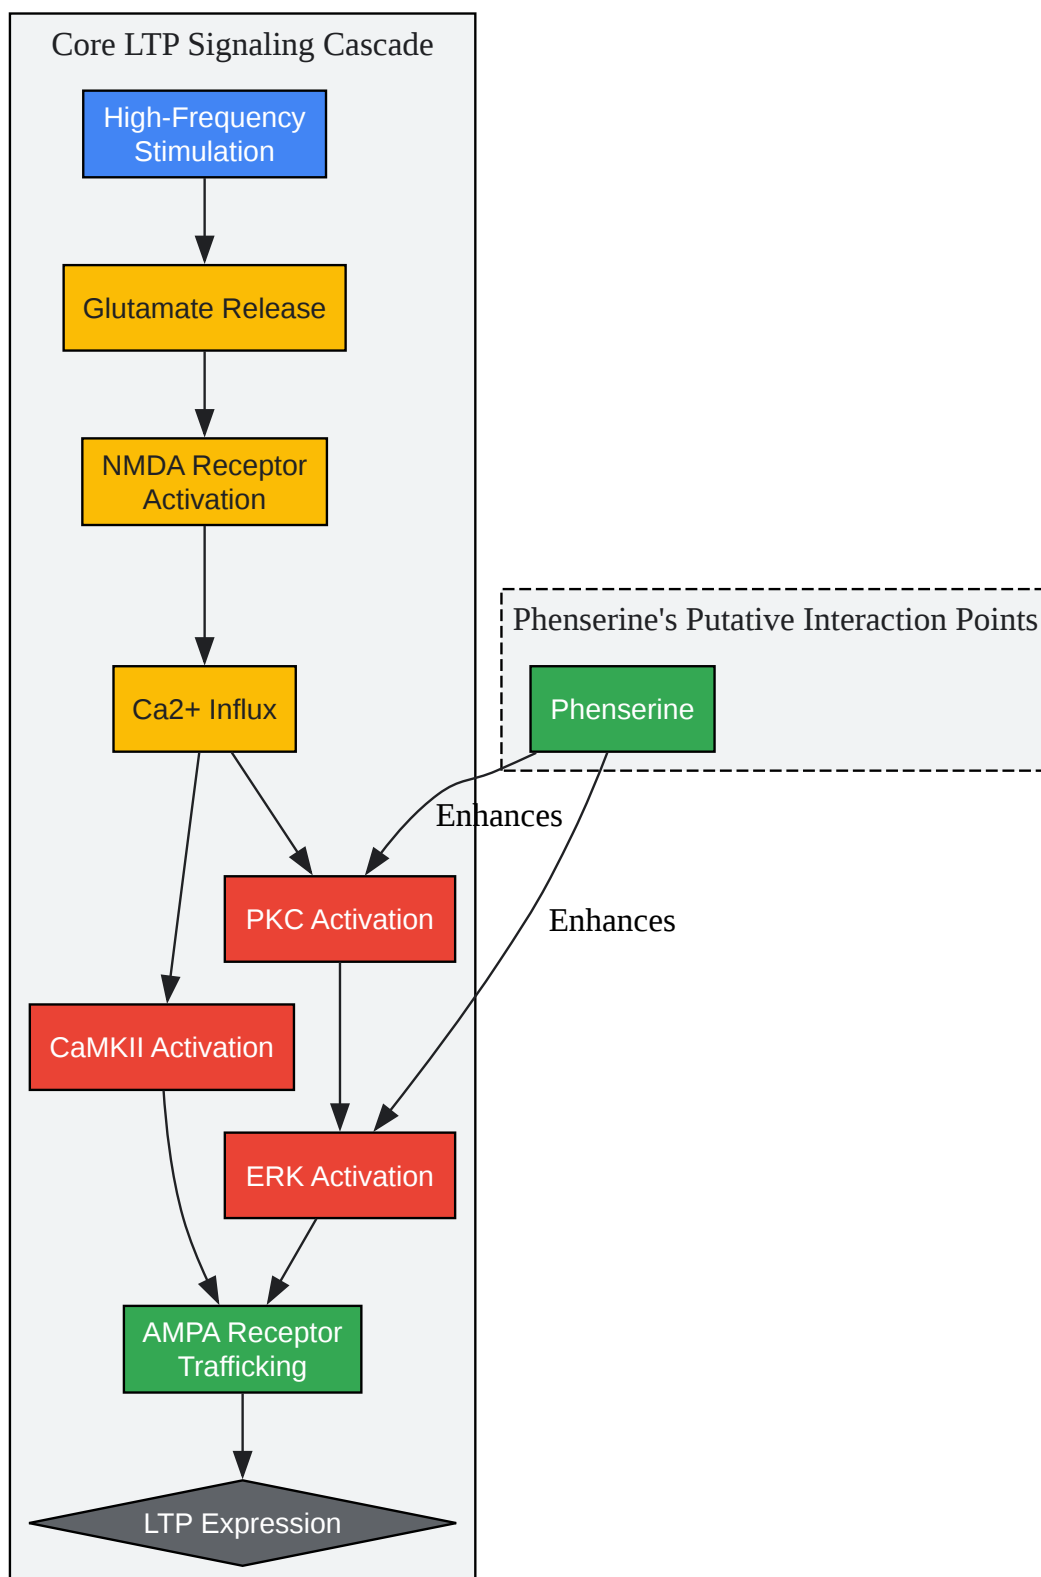 Core LTP Signaling Cascade
High-Frequency
Stimulation
Glutamate Release
NMDA Receptor
Activation
Phenserine's Putative Interaction Points
Ca2+ Influx
Phenserine
Enhances
PKC Activation
Enhances
CaMKII Activation
ERK Activation
AMPA Receptor
Trafficking
LTP Expression